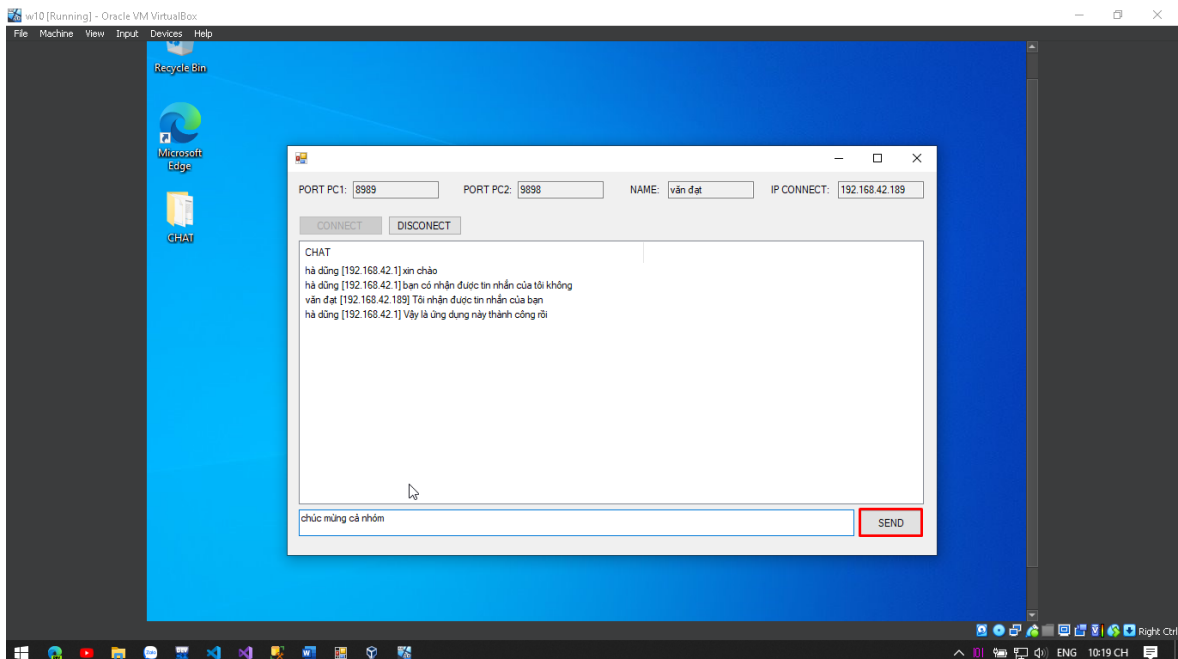 w10 [Running] - Oracle VM VirtualBox
File Machine View Input Devices Help
Recycle Bin
Microsoft Edge
CHAT
PORT PC1: 8989 PORT PC2: 9898 NAME: văn đạt IP CONNECT: 192.168.42.189
CONNECT DISCONECT
CHAT
hà dũng [192.168.42.1] xin chào
hà dũng [192.168.42.1] bạn có nhận được tin nhắn của tôi không
văn đạt [192.168.42.189] Tôi nhận được tin nhắn của bạn
hà dũng [192.168.42.1] Vậy là ứng dụng này thành công rồi
chúc mừng cả nhóm SEND
Right Ctrl
ENG 10:19 CH